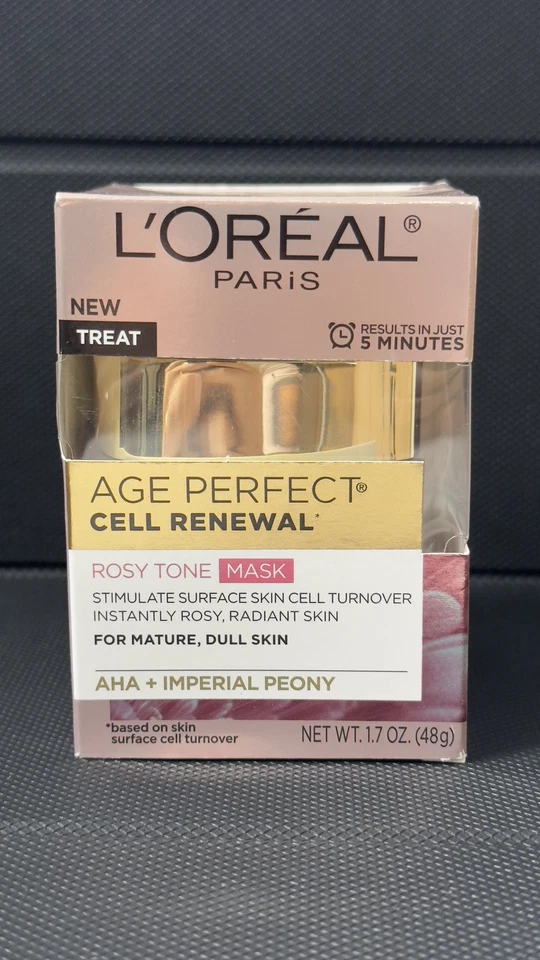 L'ORÉAL®
PARiS
NEW
TREAT
RESULTS IN JUST
5 MINUTES
AGE PERFECT®
CELL RENEWAL*
ROSY TONE MASK
STIMULATE SURFACE SKIN CELL TURNOVER
INSTANTLY ROSY, RADIANT SKIN
FOR MATURE, DULL SKIN
AHA + IMPERIAL PEONY
*based on skin
surface cell turnover
NET WT. 1.7 OZ. (48g)